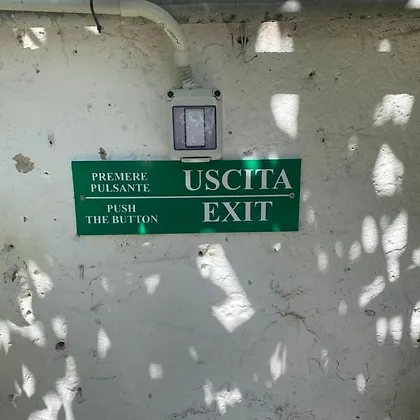 PREMERE
PULSANTE
USCITA
PUSH
THE BUTTON
EXIT